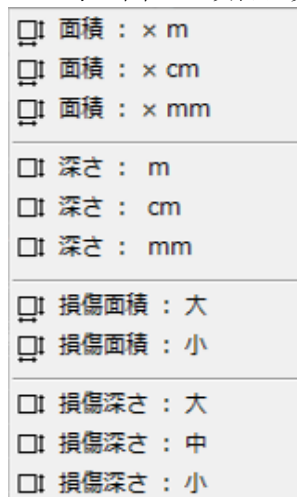 面積 : × m
面積 : × cm
面積 : × mm
深さ : m
深さ : cm
深さ : mm
損傷面積 : 大
損傷面積 : 小
損傷深さ : 大
損傷深さ : 中
損傷深さ : 小